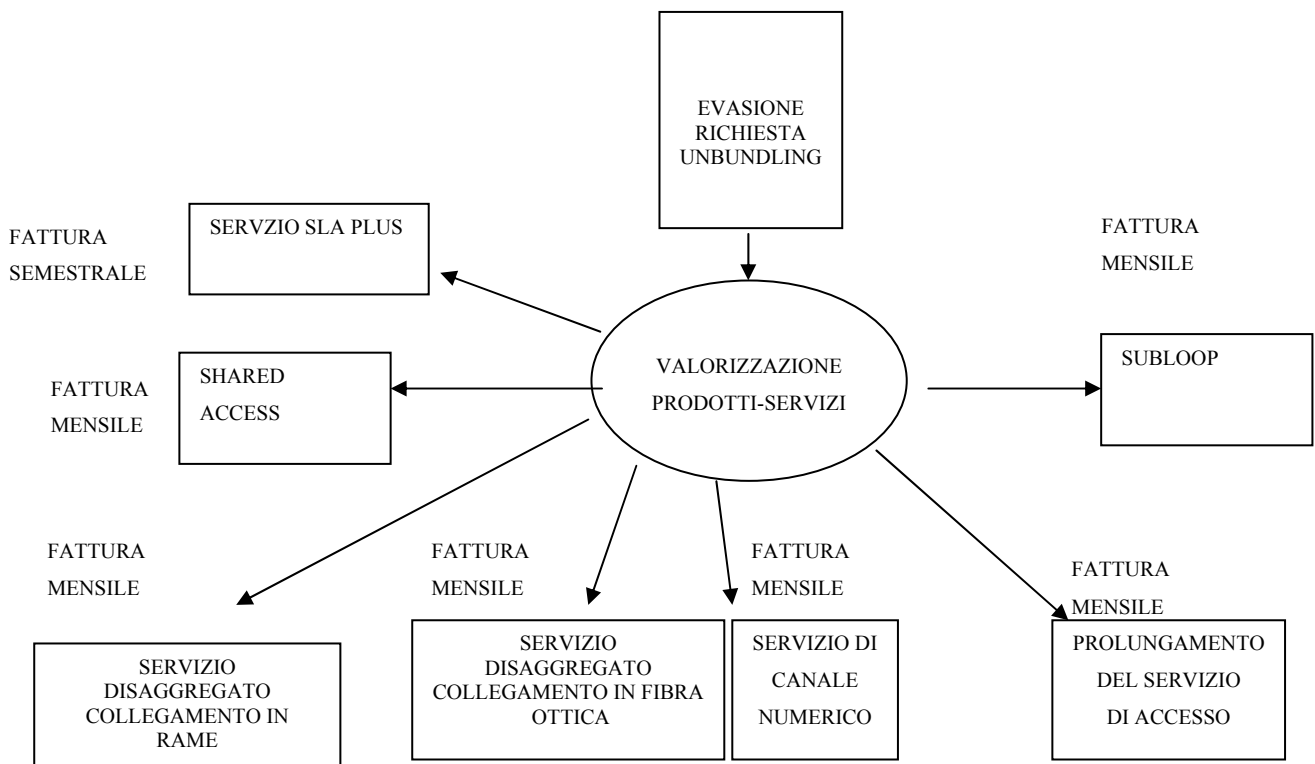 EVASIONE
RICHIESTA
UNBUNDLING
FATTURA
SEMESTRALE
SERVZIO SLA PLUS
FATTURA
MENSILE
FATTURA
MENSILE
SHARED
ACCESS
VALORIZZAZIONE
PRODOTTI-SERVIZI
SUBLOOP
FATTURA
MENSILE
FATTURA
MENSILE
FATTURA
MENSILE
FATTURA
MENSILE
SERVIZIO
DISAGGREGATO
COLLEGAMENTO IN
RAME
SERVIZIO
DISAGGREGATO
COLLEGAMENTO IN FIBRA
OTTICA
SERVIZIO DI
CANALE
NUMERICO
PROLUNGAMENTO
DEL SERVIZIO
DI ACCESSO